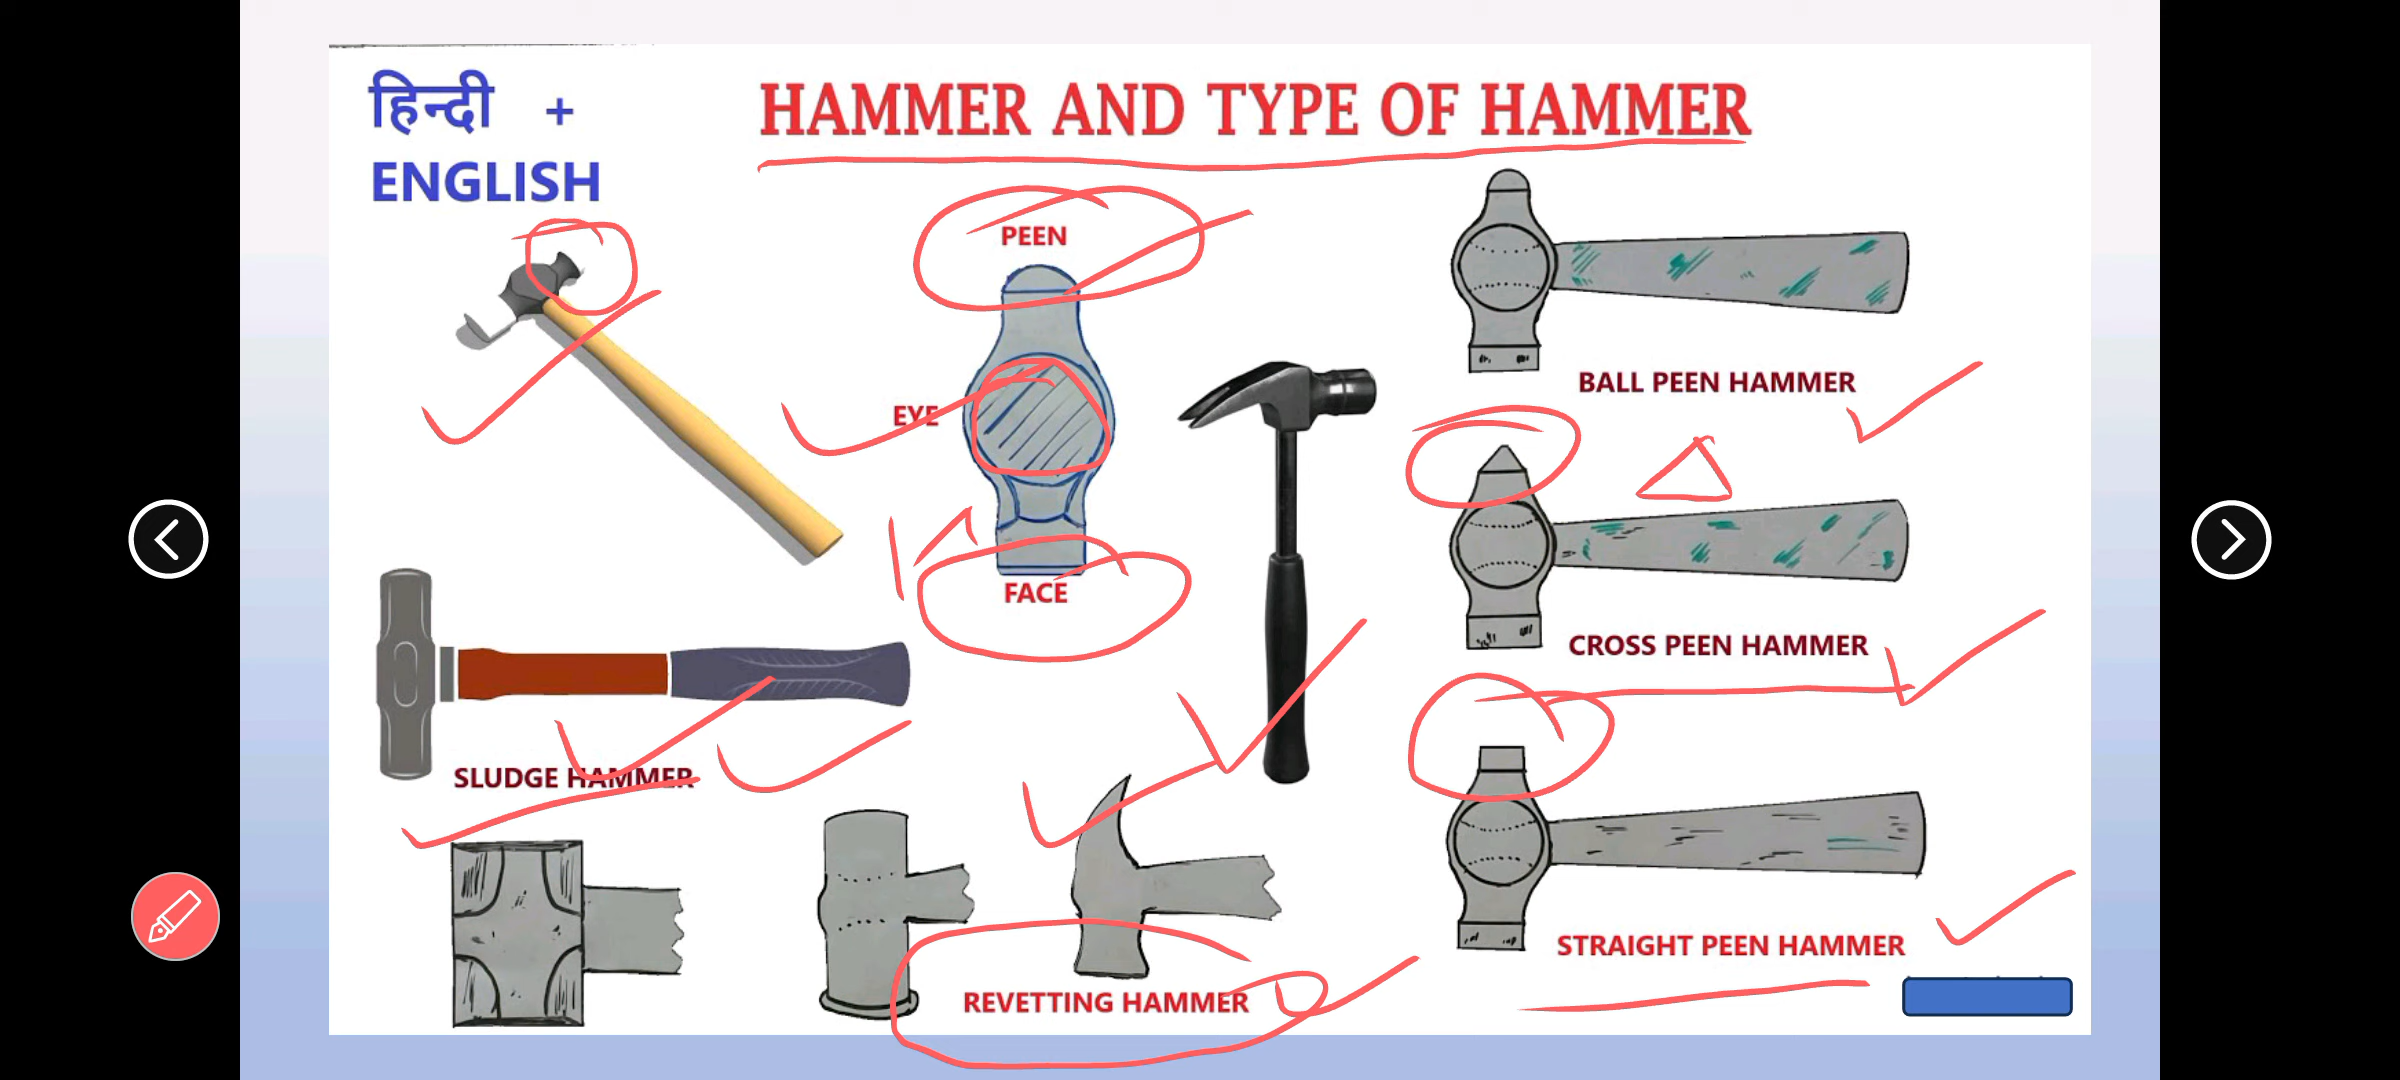 हिन्दी +
ENGLISH
HAMMER AND TYPE OF HAMMER
PEEN
EYE
FACE
BALL PEEN HAMMER
CROSS PEEN HAMMER
SLUDGE HAMMER
STRAIGHT PEEN HAMMER
REVETTING HAMMER